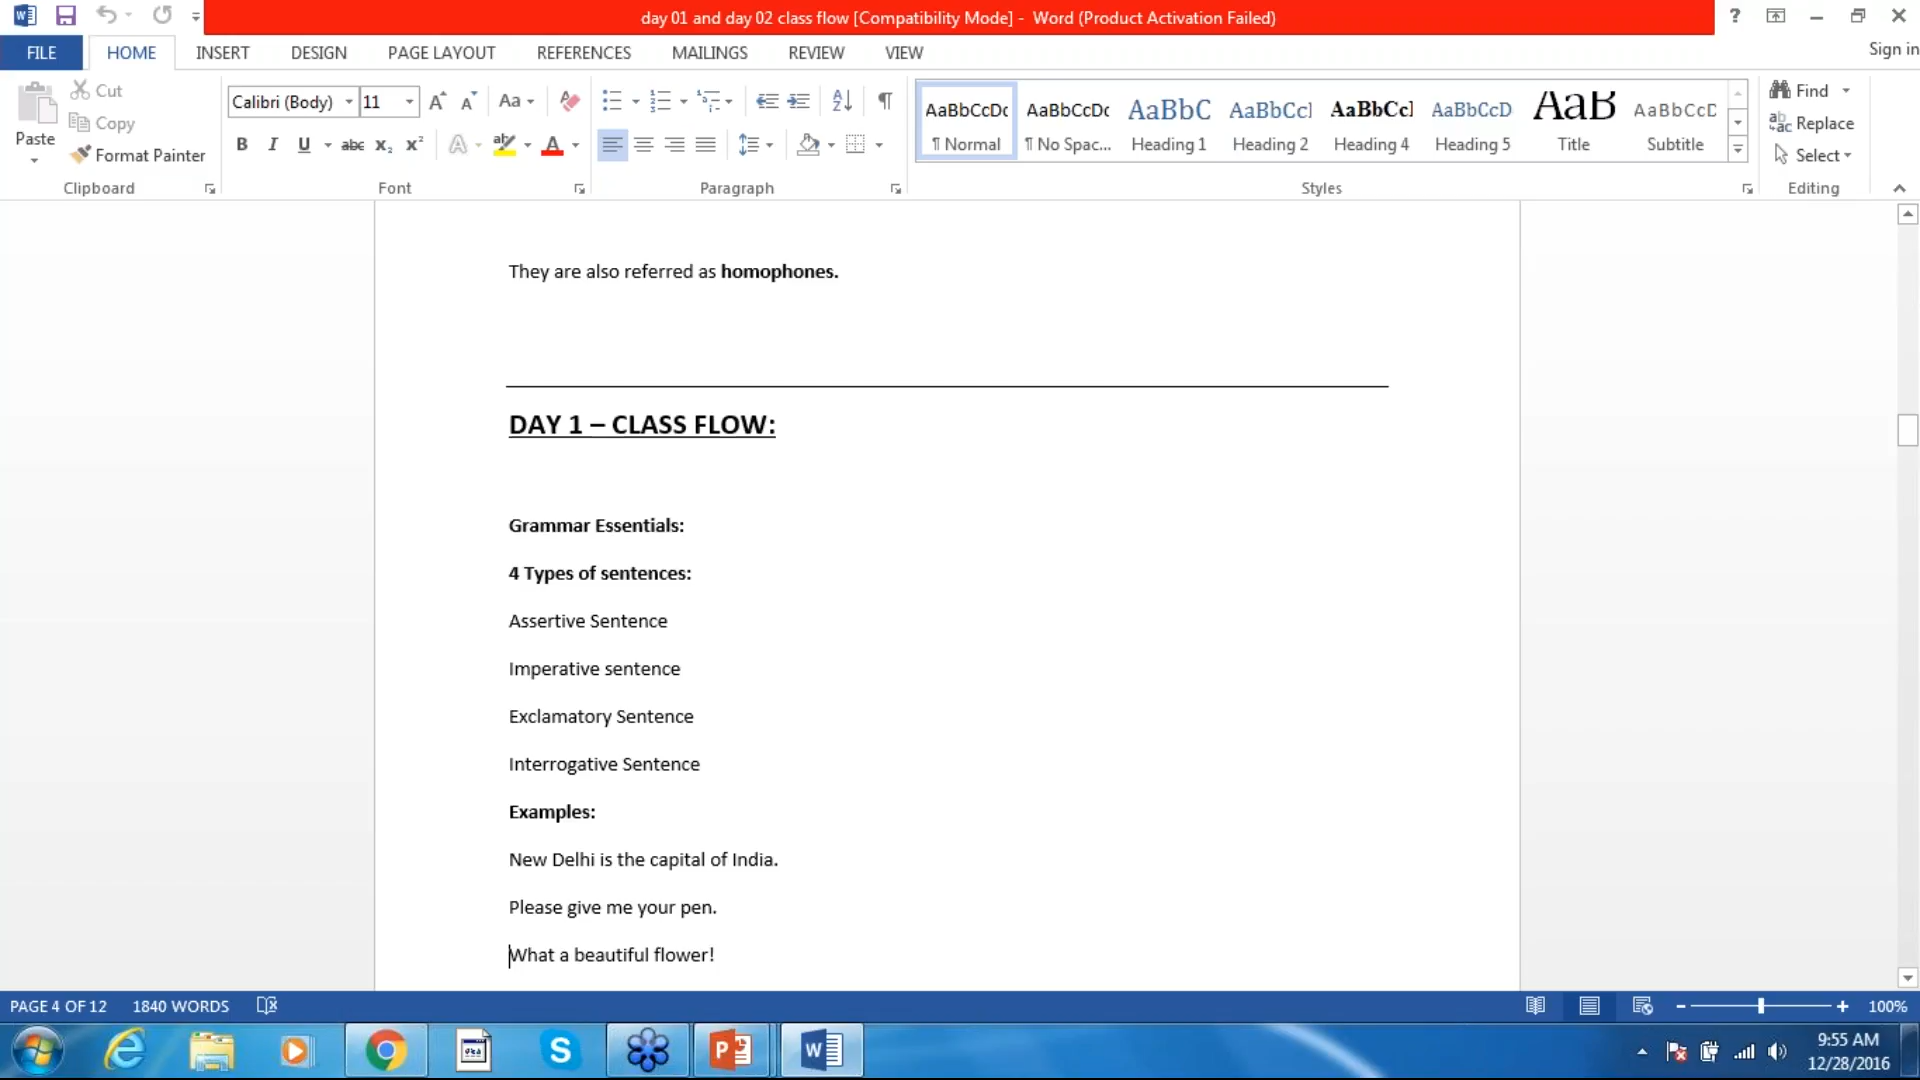 day 01 and day 02 class flow [Compatibility Mode] - Word (Product Activation Failed)
FILE HOME INSERT DESIGN PAGE LAYOUT REFERENCES MAILINGS REVIEW VIEW Sign in
Paste Cut Copy Format Painter
Clipboard
Calibri (Body) 11 Aa
B I U abc X₂ X²
Font
Paragraph
AaBbCcDc AaBbCcDc AaBbC AaBbCcl AaBbCcl AaBbCcD AaB AaBbCcD
¶ Normal ¶ No Spac... Heading 1 Heading 2 Heading 4 Heading 5 Title Subtitle
Styles
Find
Replace
Select
Editing
They are also referred as homophones.
DAY 1 – CLASS FLOW:
Grammar Essentials:
4 Types of sentences:
Assertive Sentence
Imperative sentence
Exclamatory Sentence
Interrogative Sentence
Examples:
New Delhi is the capital of India.
Please give me your pen.
What a beautiful flower!
PAGE 4 OF 12 1840 WORDS 100%
9:55 AM
12/28/2016